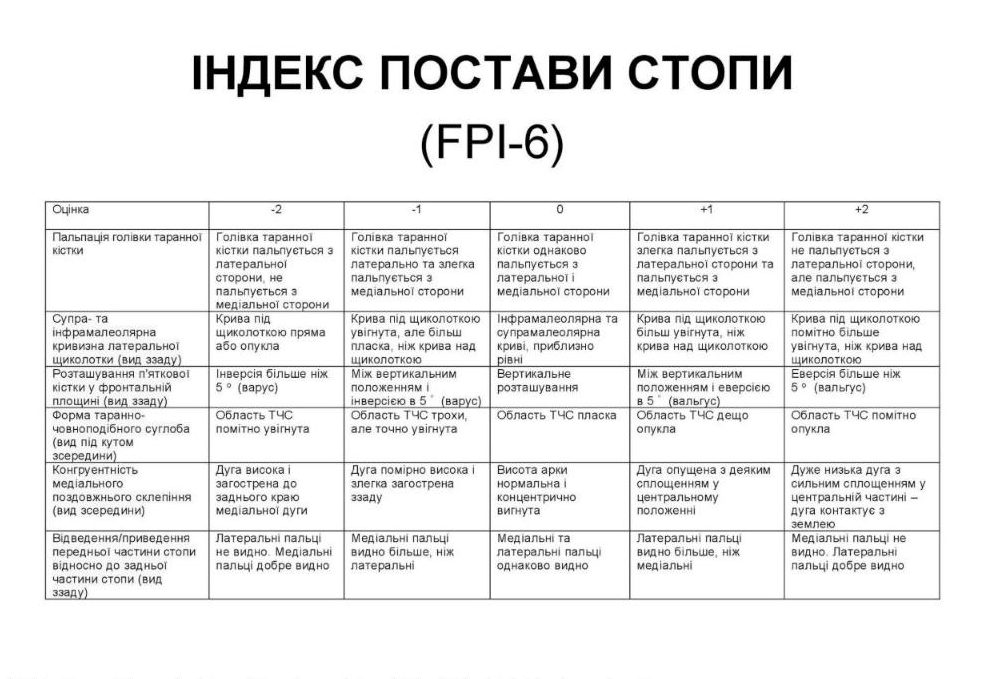 ІНДЕКС ПОСТАВИ СТОПИ
(FPI-6)
Оцінка
-2
-1
0
+1
+2
Пальпація голівки таранної
кістки
Голівка таранної
кістки пальпується з
латеральної
сторони, не
пальпується з
медіальної сторони
Голівка таранної
кістки пальпується
латерально та злегка
пальпується з
медіальної сторони
Голівка таранної
кістки однаково
пальпується з
латеральної і
медіальної сторони
Голівка таранної кістки
злегка пальпується з
латеральної сторони та
пальпується з
медіальної сторони
Голівка таранної кістки
не пальпується з
латеральної сторони,
але пальпується з
медіальної сторони
Супра- та
інфрамалеолярна
кривизна латеральної
щиколотки (вид ззаду)
Крива під
щиколоткою пряма
або опукла
Крива під щиколоткою
увігнута, але більш
пласка, ніж крива над
щиколоткою
Інфрамалеолярна та
супрамалеолярна
криві, приблизно
рівні
Крива під щиколоткою
більш увігнута, ніж
крива над щиколоткою
Крива під щиколоткою
помітно більше
увігнута, ніж крива над
щиколоткою
Розташування п'яткової
кістки у фронтальній
площині (вид ззаду)
Інверсія більше ніж
5 º (варус)
Між вертикальним
положенням і
інверсією в 5 ˚ (варус)
Вертикальне
розташування
Між вертикальним
положенням і еверсією
в 5 ˚ (вальгус)
Еверсія більше ніж
5 º (вальгус)
Форма таранно-
човноподібного суглоба
(вид під кутом
зсередини)
Область ТЧС
помітно увігнута
Область ТЧС трохи,
але точно увігнута
Область ТЧС пласка
Область ТЧС дещо
опукла
Область ТЧС помітно
опукла
Конгруентність
медіального
поздовжнього склепіння
(вид зсередини)
Дуга висока і
загострена до
заднього краю
медіальної дуги
Дуга помірно висока і
злегка загострена
ззаду
Висота арки
нормальна і
концентрично
вигнута
Дуга опущена з деяким
сплощенням у
центральному
положенні
Дуже низька дуга з
сильним сплощенням у
центральній частині –
дуга контактує з
землею
Відведення/приведення
передньої частини стопи
відносно до задньої
частини стопи (вид
ззаду)
Латеральні пальці
не видно. Медіальні
пальці добре видно
Медіальні пальці
видно більше, ніж
латеральні
Медіальні та
латеральні пальці
однаково видно
Латеральні пальці
видно більше, ніж
медіальні
Медіальні пальці не
видно. Латеральні
пальці добре видно